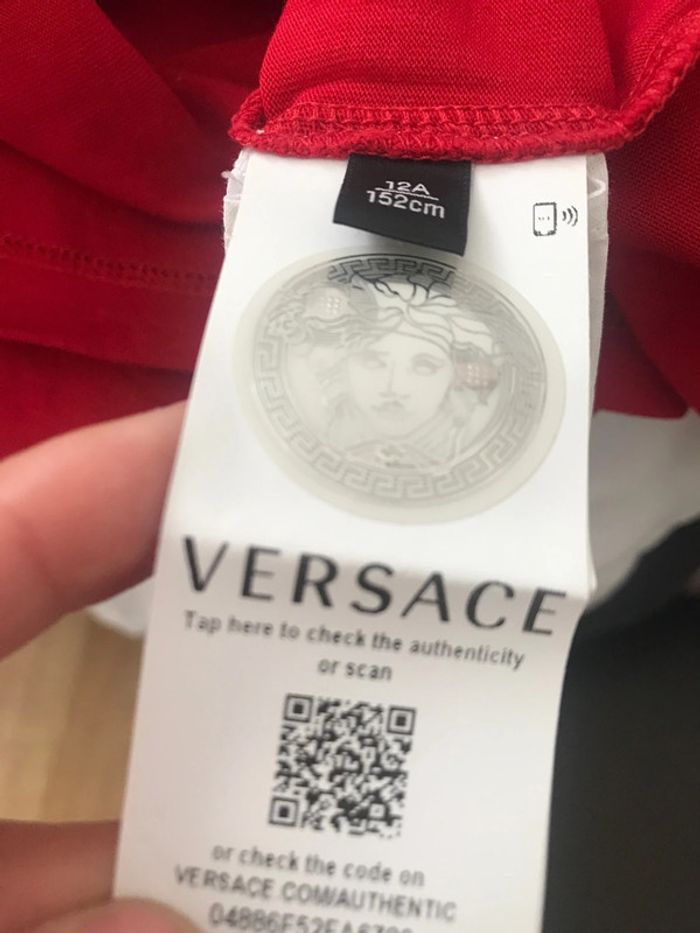 12A
152cm
VERSACE
Tap here to check the authenticity
or scan
or check the code on
VERSACE.COM/AUTHENTIC